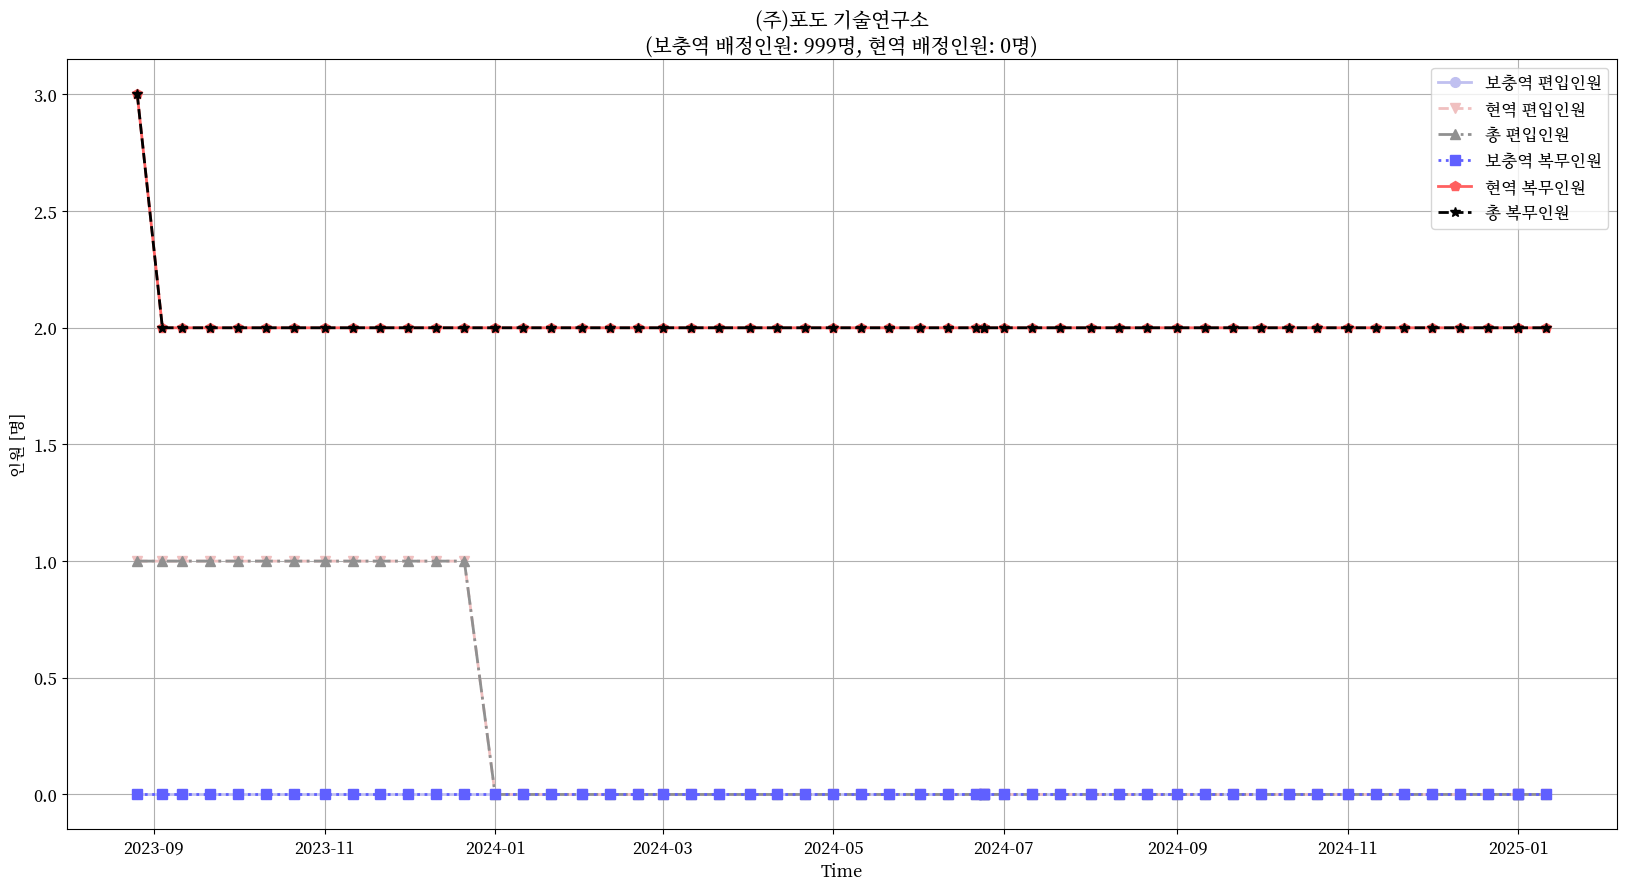 (주)포도 기술연구소
(보충역 배정인원: 999명, 현역 배정인원: 0명)
보충역 편입인원
현역 편입인원
총 편입인원
보충역 복무인원
현역 복무인원
총 복무인원
인원 [명]
3.0
2.5
2.0
1.5
1.0
0.5
0.0
2023-09
2023-11
2024-01
2024-03
2024-05
2024-07
2024-09
2024-11
2025-01
Time